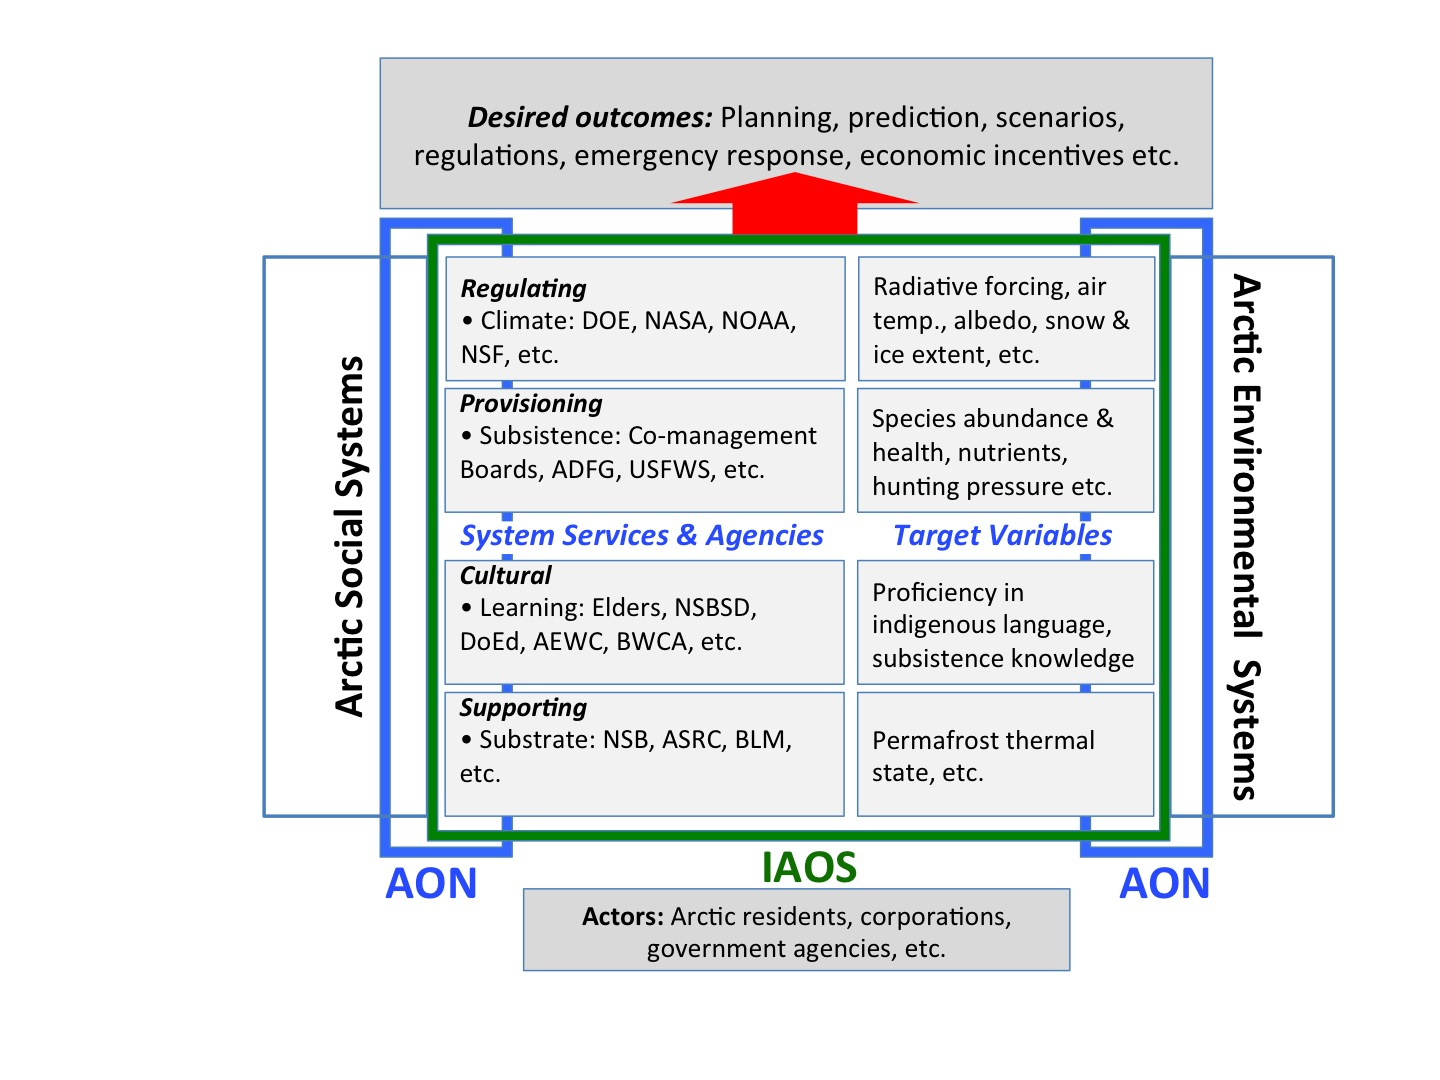 Desired outcomes: Planning, prediction, scenarios,
regulations, emergency response, economic incentives etc.
Arctic Social Systems
Regulating
• Climate: DOE, NASA, NOAA,
NSF, etc.
Radiative forcing, air
temp., albedo, snow &
ice extent, etc.
Provisioning
• Subsistence: Co-management
Boards, ADFG, USFWS, etc.
Species abundance &
health, nutrients,
hunting pressure etc.
System Services & Agencies
Target Variables
Cultural
• Learning: Elders, NSBSD,
DoEd, AEWC, BWCA, etc.
Proficiency in
indigenous language,
subsistence knowledge
Supporting
• Substrate: NSB, ASRC, BLM,
etc.
Permafrost thermal
state, etc.
Arctic Environmental Systems
AON
IAOS
AON
Actors: Arctic residents, corporations,
government agencies, etc.